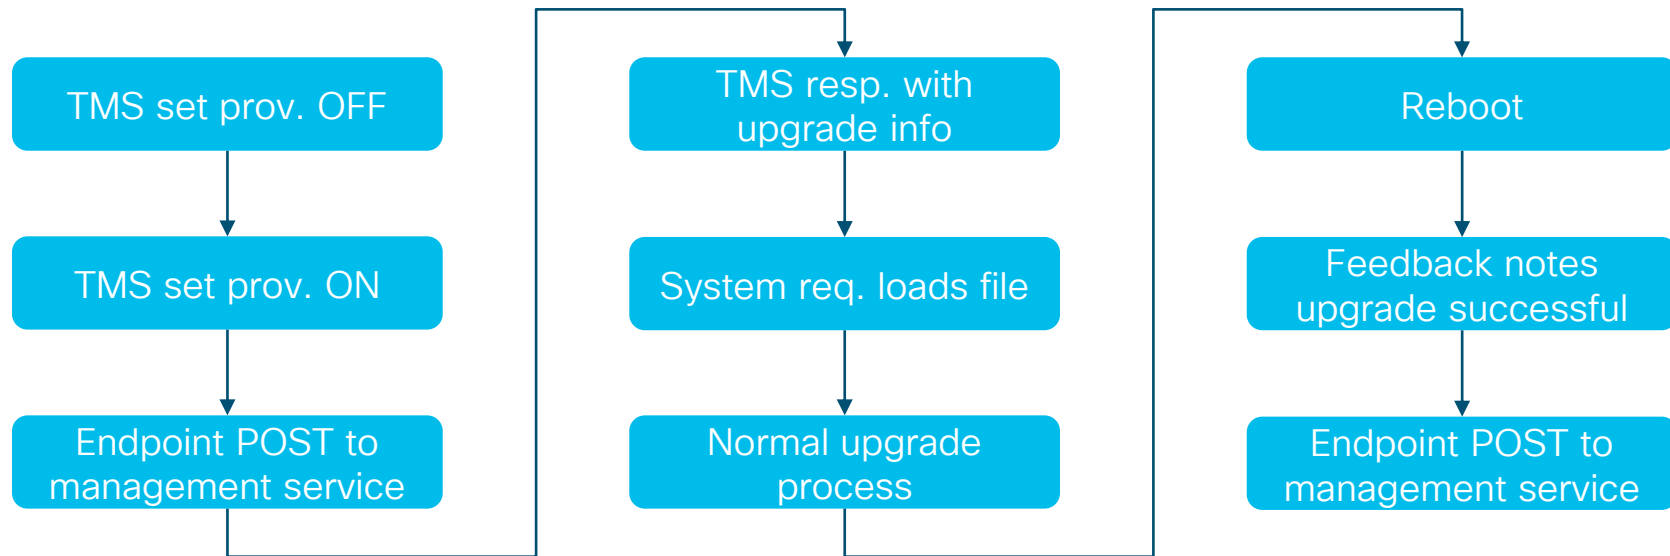 TMS set prov. OFF
TMS set prov. ON
Endpoint POST to
management service
TMS resp. with
upgrade info
System req. loads file
Normal upgrade
process
Reboot
Feedback notes
upgrade successful
Endpoint POST to
management service